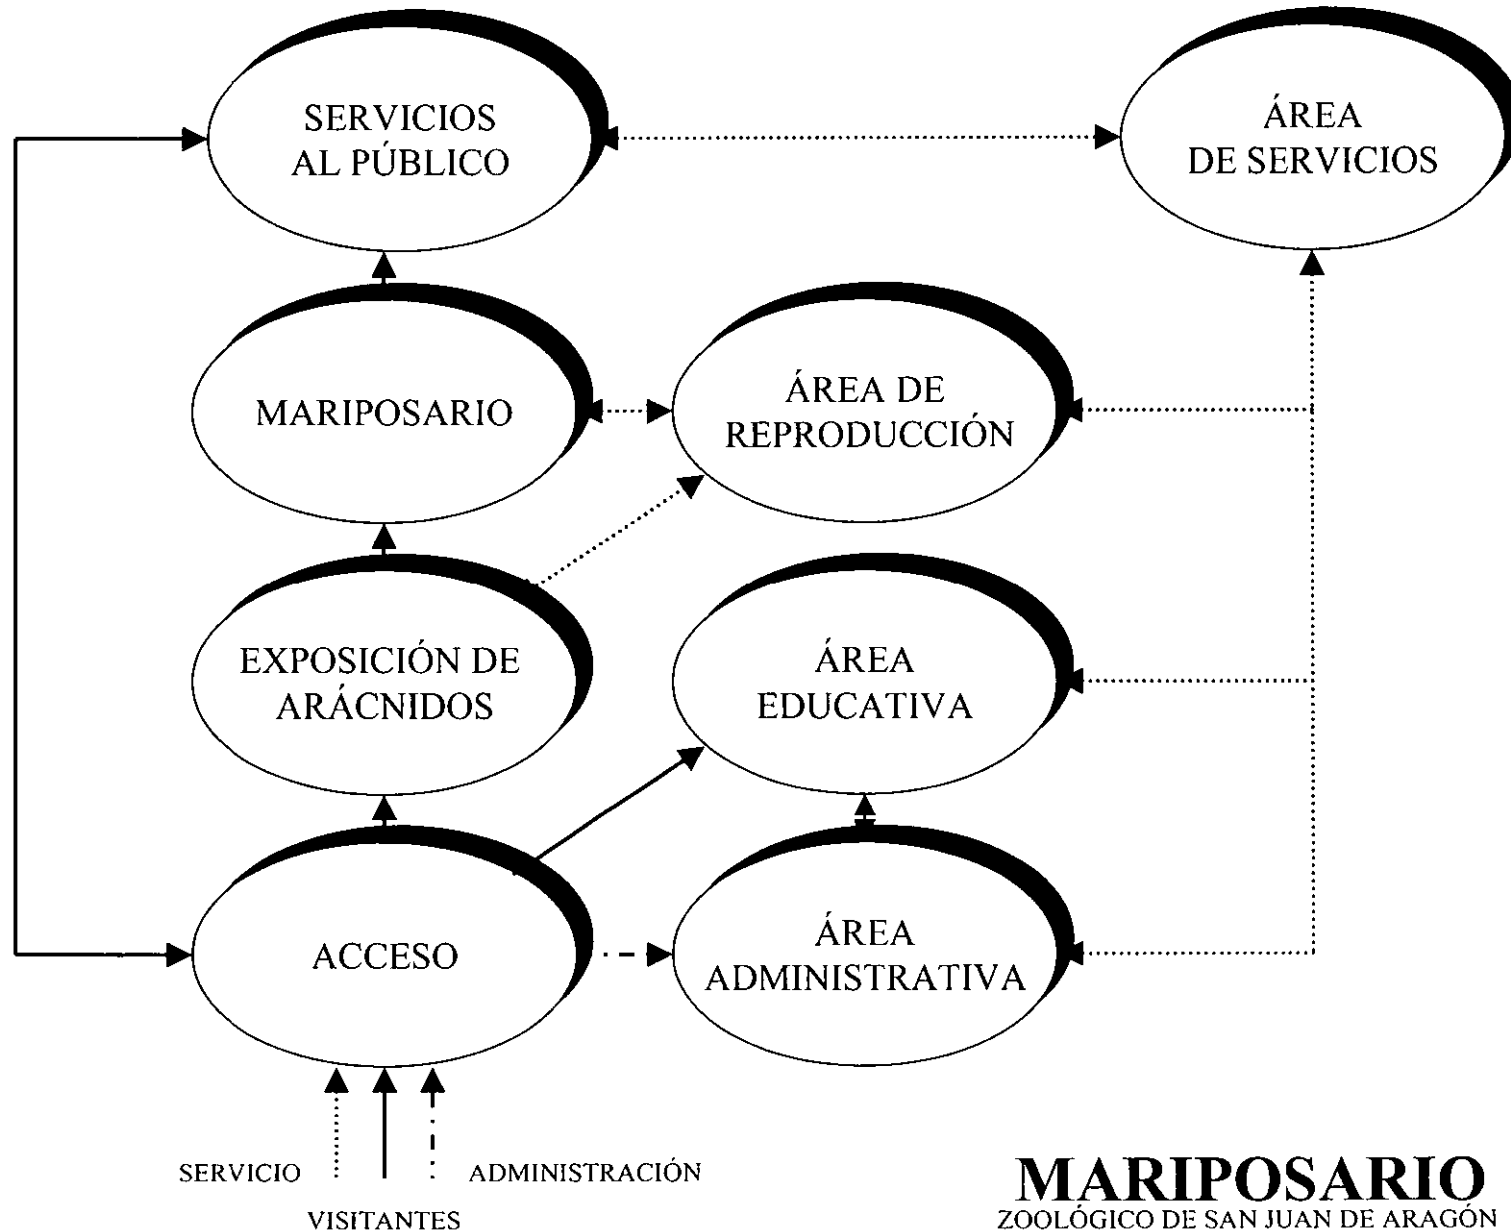 SERVICIOS
AL PÚBLICO
ÁREA
DE SERVICIOS
MARIPOSARIO
ÁREA DE
REPRODUCCIÓN
EXPOSICIÓN DE
ARÁCNIDOS
ÁREA
EDUCATIVA
ACCESO
ÁREA
ADMINISTRATIVA
SERVICIO
ADMINISTRACIÓN
VISITANTES
MARIPOSARIO
ZOOLÓGICO DE SAN JUAN DE ARAGÓN